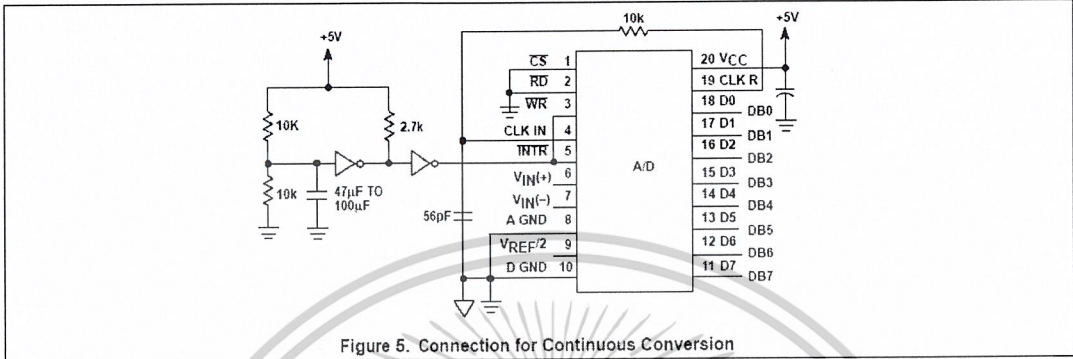 10k
+5V
+5V
CS 1
20 VCC
RD 2
19 CLK R
WR 3
18 D0
DB0
10K
2.7k
17 D1
DB1
CLK IN 4
16 D2
DB2
INTR 5
A/D
15 D3
DB3
VIN(+) 6
14 D4
DB4
10k
47μF TO
100μF
VIN(–) 7
13 D5
DB5
56pF
A GND 8
12 D6
DB6
VREF/2 9
11 D7
DB7
D GND 10
Figure 5. Connection for Continuous Conversion